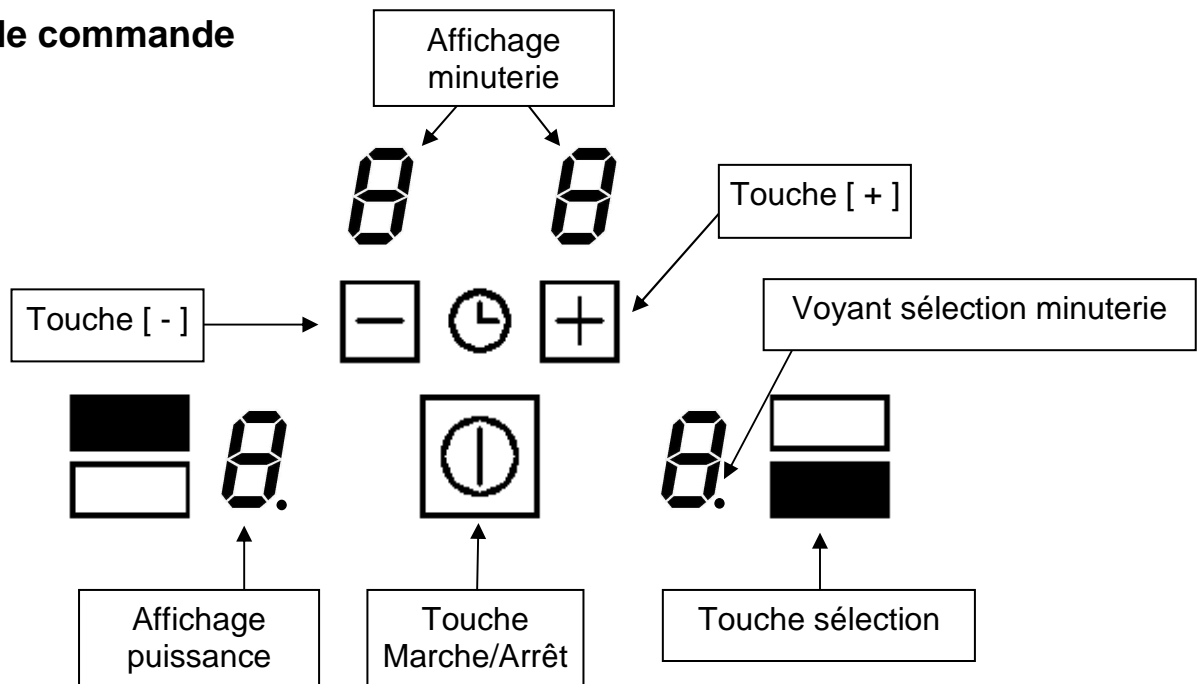 le commande
Affichage
minuterie
Touche [ + ]
Touche [ - ]
Voyant sélection minuterie
Affichage
puissance
Touche
Marche/Arrêt
Touche sélection